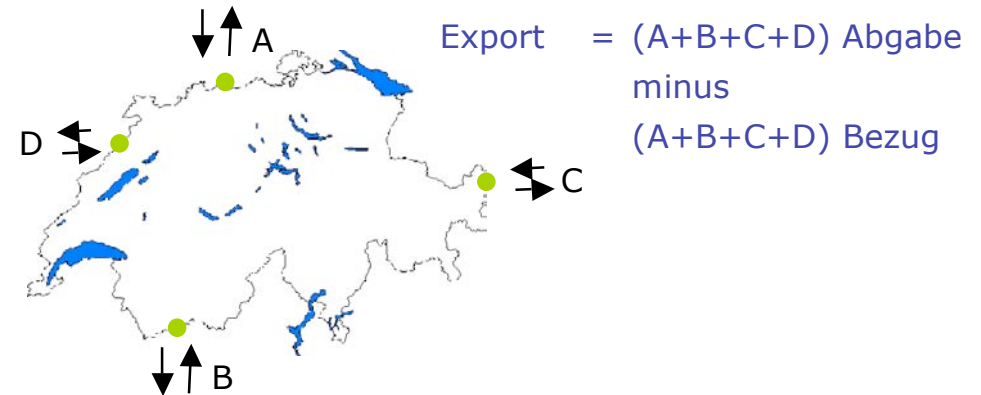 A
Export = (A+B+C+D) Abgabe
minus
(A+B+C+D) Bezug
D
C
B